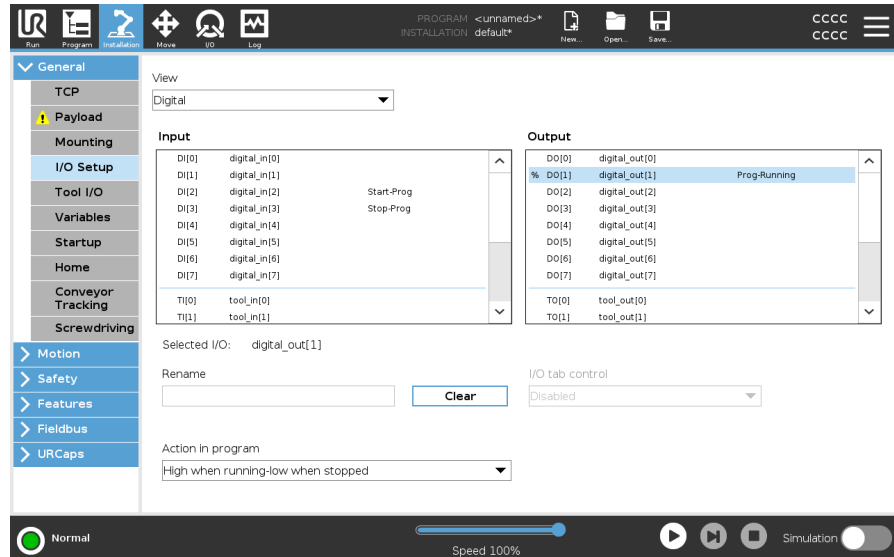 PROGRAM <unnamed>*
INSTALLATION default*
CCCC
CCCC
Run
Program
Installation
Move
I/O
Log
New...
Open...
Save...
General
TCP
Payload
Mounting
I/O Setup
Tool I/O
Variables
Startup
Home
Conveyor
Tracking
Screwdriving
Motion
Safety
Features
Fieldbus
URCaps
View
Digital
Input
DI[0] digital_in[0]
DI[1] digital_in[1]
DI[2] digital_in[2] Start-Prog
DI[3] digital_in[3] Stop-Prog
DI[4] digital_in[4]
DI[5] digital_in[5]
DI[6] digital_in[6]
DI[7] digital_in[7]
TI[0] tool_in[0]
TI[1] tool_in[1]
Output
DO[0] digital_out[0]
% DO[1] digital_out[1] Prog-Running
DO[2] digital_out[2]
DO[3] digital_out[3]
DO[4] digital_out[4]
DO[5] digital_out[5]
DO[6] digital_out[6]
DO[7] digital_out[7]
TO[0] tool_out[0]
TO[1] tool_out[1]
Selected I/O: digital_out[1]
Rename
Clear
I/O tab control
Disabled
Action in program
High when running-low when stopped
Normal
Speed 100%
Simulation